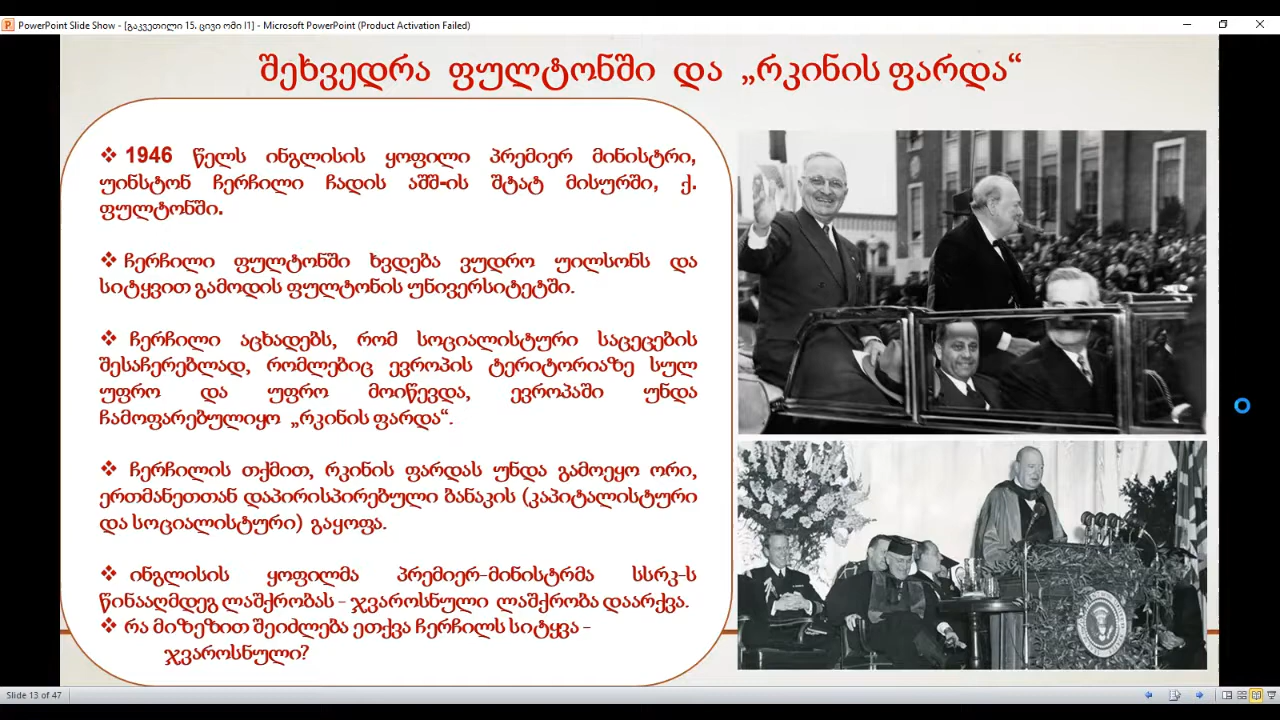 PowerPoint Slide Show - [გაკვეთილი 15. ცივი ომი I1] - Microsoft PowerPoint (Product Activation Failed)
შეხვედრა ფულტონში და „რკინის ფარდა“
❖ 1946 წელს ინგლისის ყოფილი პრემიერ მინისტრი,
უინსტონ ჩერჩილი ჩადის აშშ-ის შტატ მისურში, ქ.
ფულტონში.
❖ ჩერჩილი ფულტონში ხვდება ვუდრო უილსონს და
სიტყვით გამოდის ფულტონის უნივერსიტეტში.
❖ ჩერჩილი აცხადებს, რომ სოციალისტური საცეცების
შესაჩერებლად, რომლებიც ევროპის ტერიტორიაზე სულ
უფრო და უფრო მოიწევდა, ევროპაში უნდა
ჩამოფარებულიყო „რკინის ფარდა“.
❖ ჩერჩილის თქმით, რკინის ფარდას უნდა გამოეყო ორი,
ერთმანეთთან დაპირისპირებული ბანაკის (კაპიტალისტური
და სოციალისტური) გაყოფა.
❖ ინგლისის ყოფილმა პრემიერ-მინისტრმა სსრკ-ს
წინააღმდეგ ლაშქრობას - ჯვაროსნული ლაშქრობა დაარქვა.
❖ რა მიზეზით შეიძლება ეთქვა ჩერჩილს სიტყვა -
ჯვაროსნული?
Slide 13 of 47